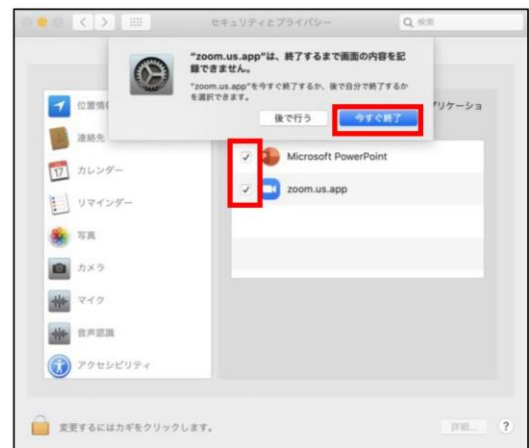 セキュリティとプライバシー
検索
"zoom.us.app"は、終了するまで画面の内容を記
録できません。
"zoom.us.app"を今すぐ終了するか、後で自分で終了するか
を選択できます。
後で行う
今すぐ終了
位置情
プリケーショ
連絡先
Microsoft PowerPoint
カレンダー
17
zoom.us.app
リマインダー
写真
カメラ
マイク
音声認識
アクセシビリティ
変更するにはカギをクリックします。
詳細...
?